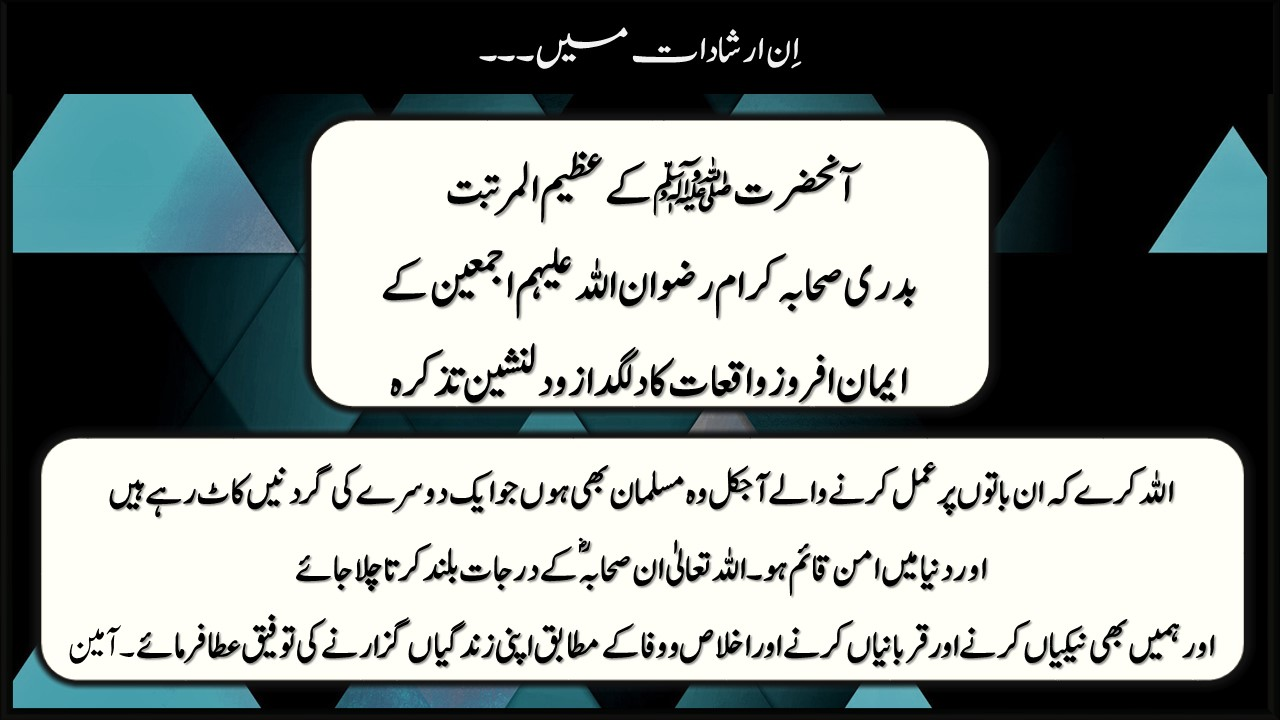 اِن ارشادات میں۔۔۔
آنحضرت ﷺ کے عظیم المرتبت
بدری صحابہ کرام رضوان اللہ علیہم اجمعین کے
ایمان افروز واقعات کا دلگداز و دلنشین تذکرہ
اللہ کرے کہ ان باتوں پر عمل کرنے والے آجکل وہ مسلمان بھی ہوں جو ایک دوسرے کی گردنیں کاٹ رہے ہیں
اور دنیا میں امن قائم ہو۔ اللہ تعالیٰ ان صحابہؓ کے درجات بلند کرتا چلا جائے
اور ہمیں بھی نیکیاں کرنے اور قربانیاں کرنے اور اخلاص و وفا کے مطابق اپنی زندگیاں گزارنے کی توفیق عطا فرمائے۔ آمین